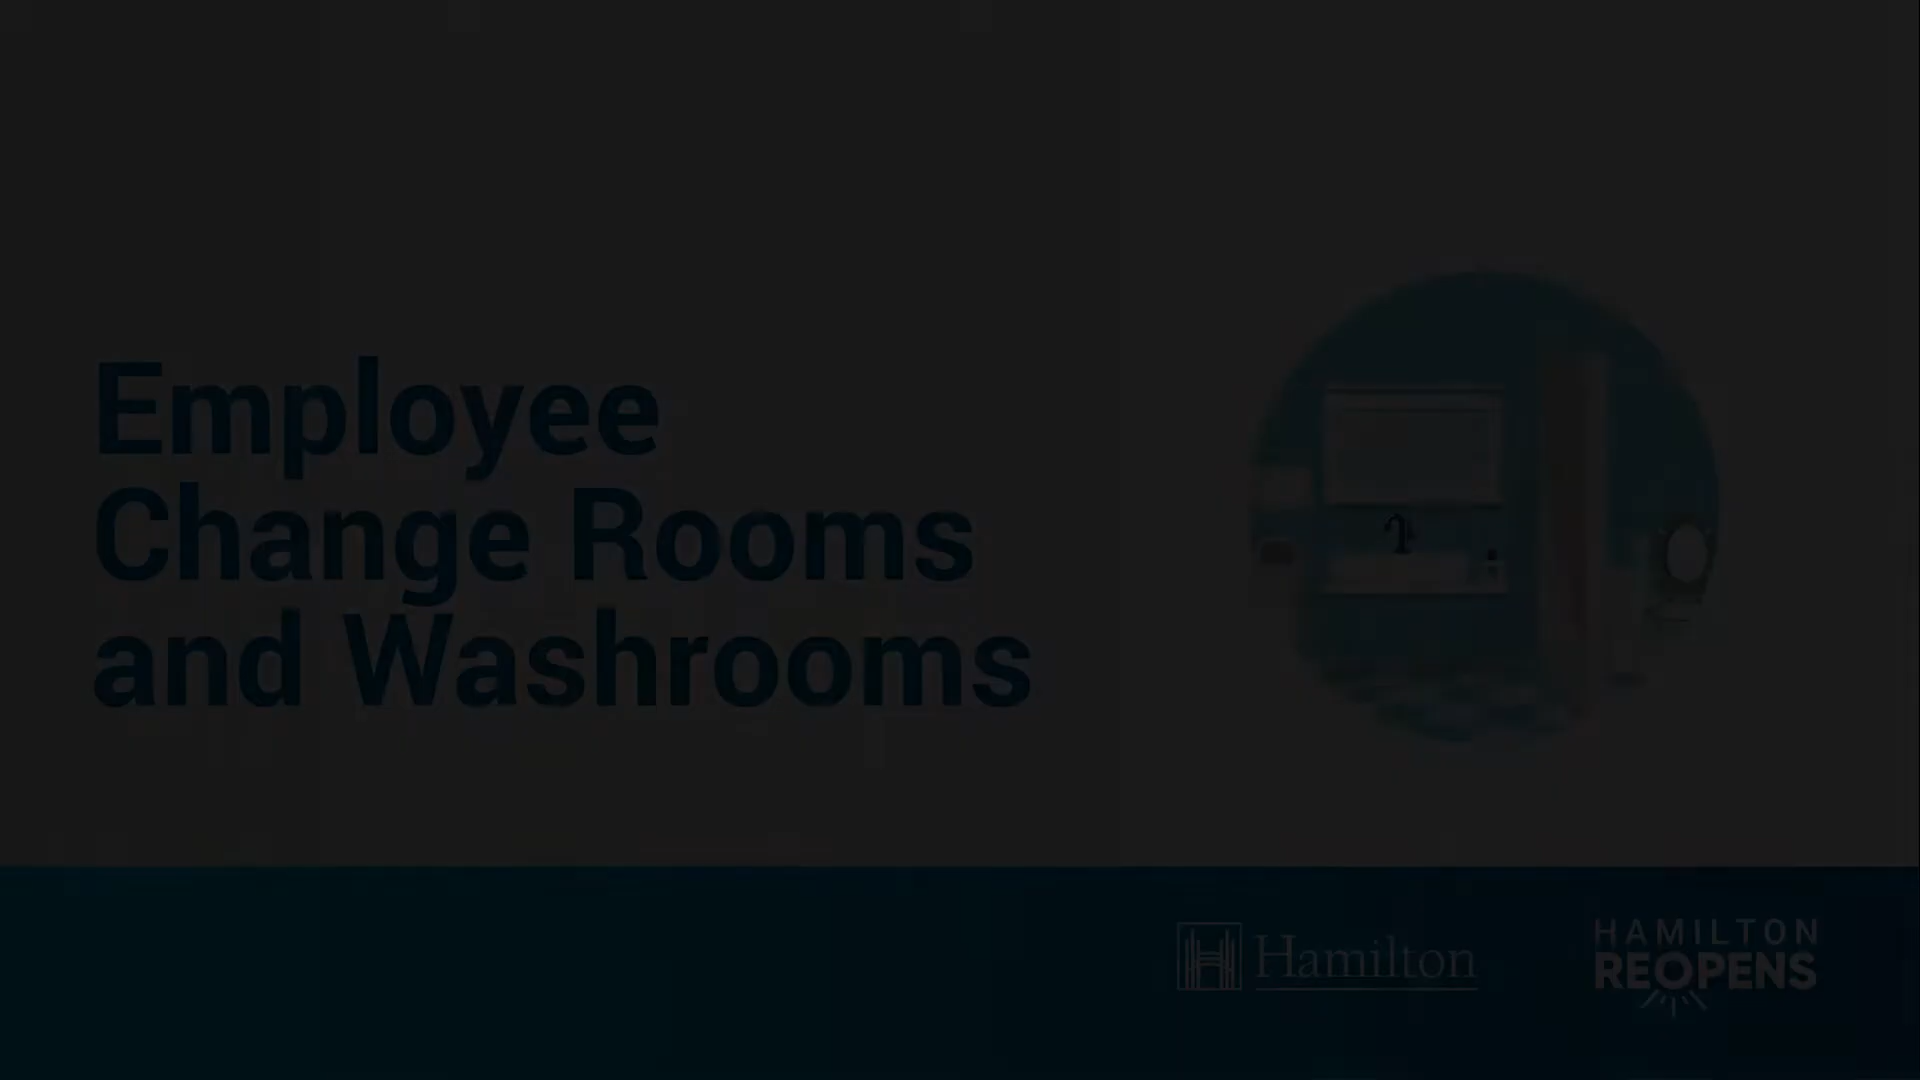 Employee
Change Rooms
and Washrooms
Hamilton
HAMILTON
REOPENS